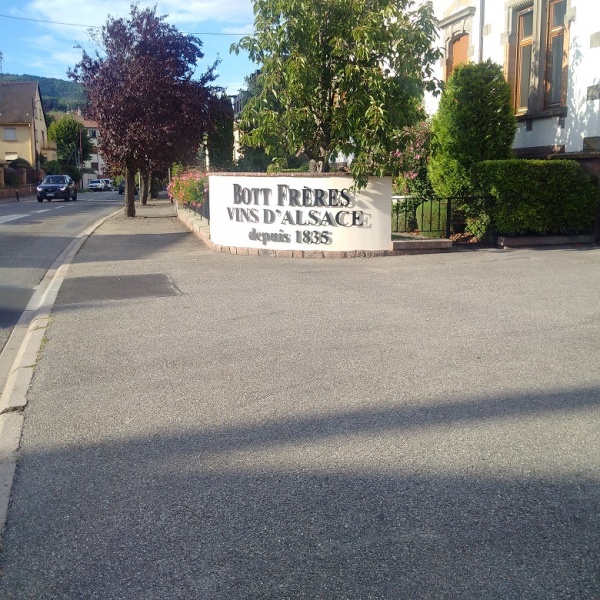 BOTT FRÈRES
VINS D'ALSACE
depuis 1835